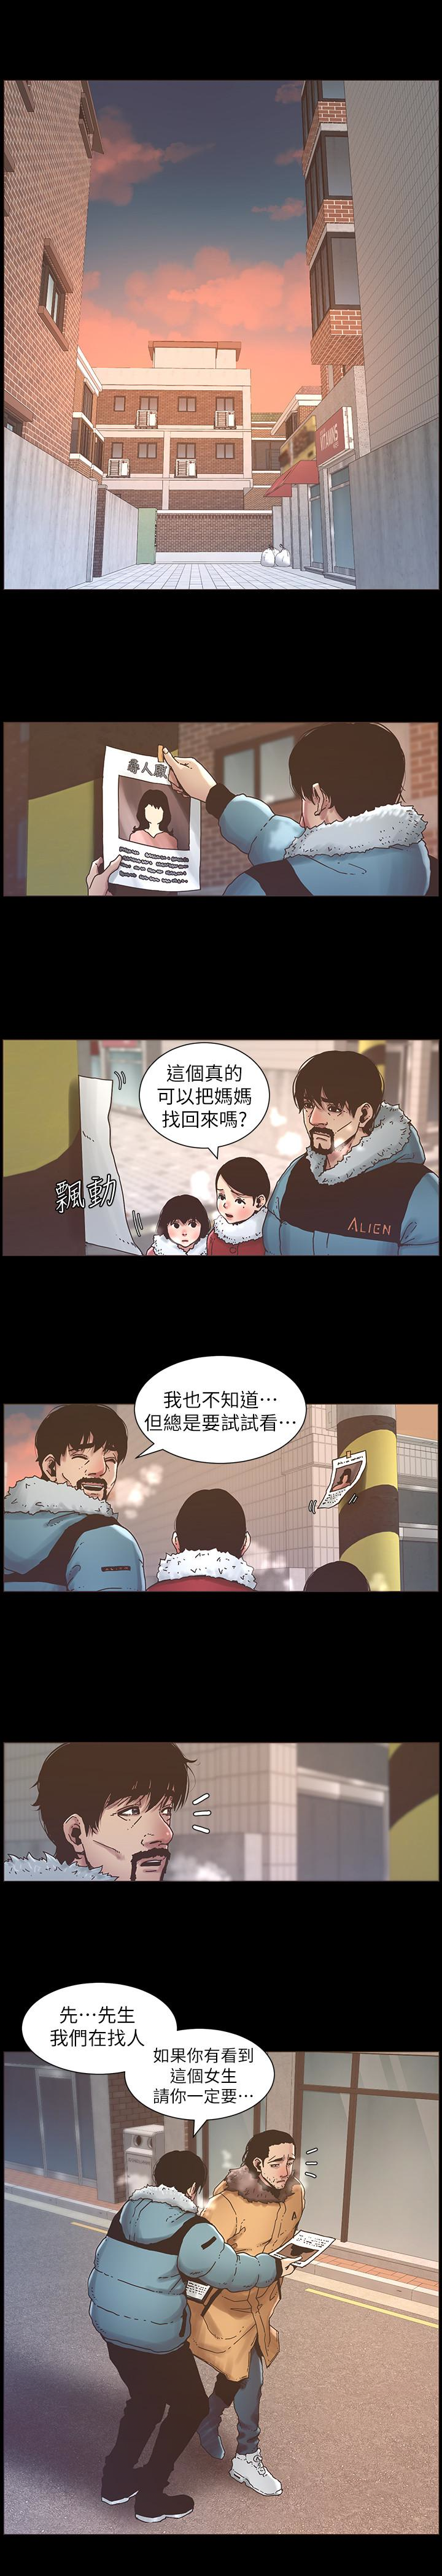 VITAMINS
尋人啟
這個真的
可以把媽媽
找回來嗎?
飄動
ALIEN
我也不知道…
但總是要試試看…
ALIEN
先…先生
我們在找人
如果你有看到
這個女生
請你一定要…